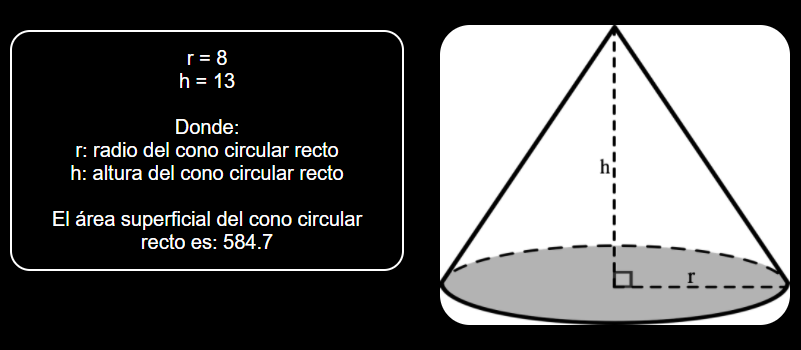 r = 8
h = 13
Donde:
r: radio del cono circular recto
h: altura del cono circular recto
El área superficial del cono circular
recto es: 584.7
h
r